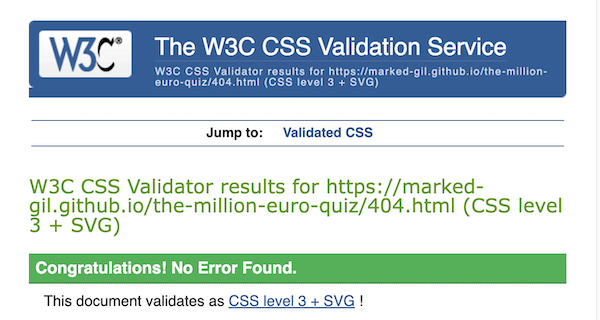 W3C®
The W3C CSS Validation Service
W3C CSS Validator results for https://marked-gil.github.io/the-million-
euro-quiz/404.html (CSS level 3 + SVG)
Jump to: Validated CSS
W3C CSS Validator results for https://marked-
gil.github.io/the-million-euro-quiz/404.html (CSS level
3 + SVG)
Congratulations! No Error Found.
This document validates as CSS level 3 + SVG !